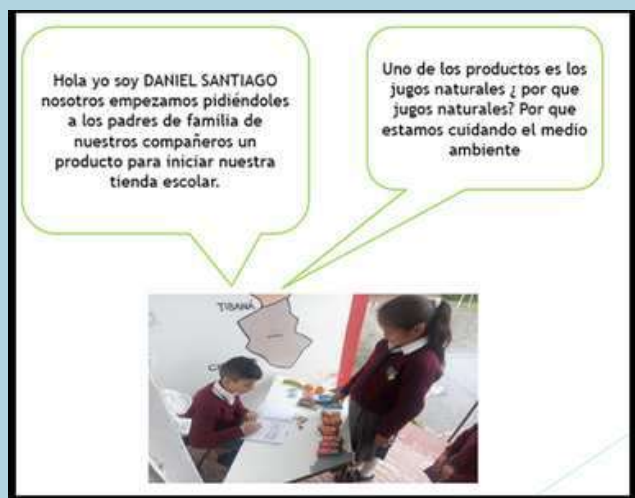 Hola yo soy DANIEL SANTIAGO
nosotros empezamos pidiéndoles
a los padres de familia de
nuestros compañeros un
producto para iniciar nuestra
tienda escolar.
Uno de los productos es los
jugos naturales ¿ por que
jugos naturales? Por que
estamos cuidando el medio
ambiente
TIBANÁ